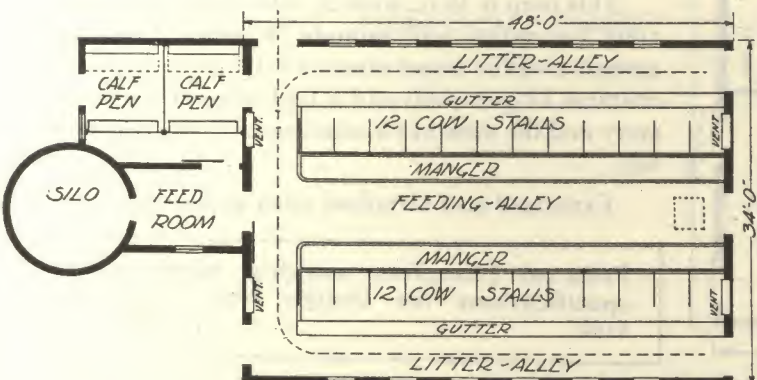 48'-0"
LITTER-ALLEY
CALF
PEN
CALF
PEN
GUTTER
VENT.
12 COW STALLS
VENT
MANGER
SILO
FEED
ROOM
FEEDING-ALLEY
34'-0"
MANGER
VENT.
12 COW STALLS
VENT
GUTTER
LITTER-ALLEY